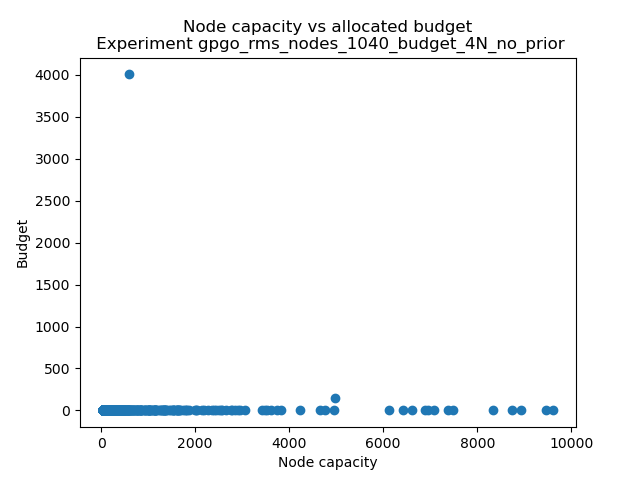 Node capacity vs allocated budget
Experiment gpgo_rms_nodes_1040_budget_4N_no_prior
4000
3500
3000
2500
2000
1500
1000
500
0
Budget
0 2000 4000 6000 8000 10000
Node capacity